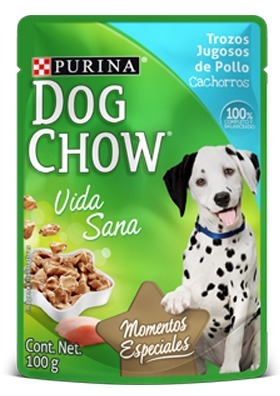 PURINA
DOG
CHOW®
Vida
Sana
Trozos
Jugosos
de Pollo
Cachorros
100%
COMPLETO Y
BALANCEADO
Momentos
Especiales
Cont. Net.
100 g